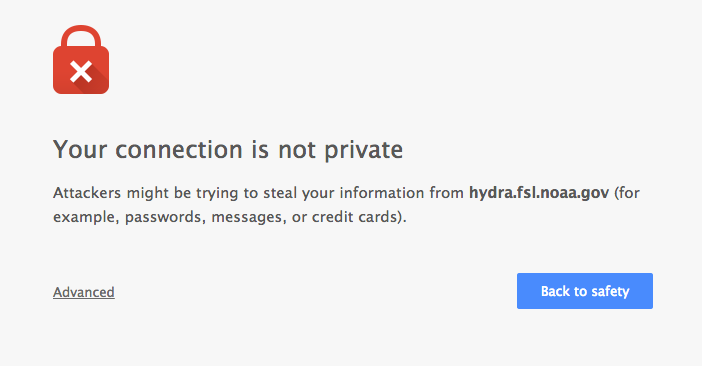 Your connection is not private
Attackers might be trying to steal your information from hydra.fsl.noaa.gov (for
example, passwords, messages, or credit cards).
Advanced
Back to safety